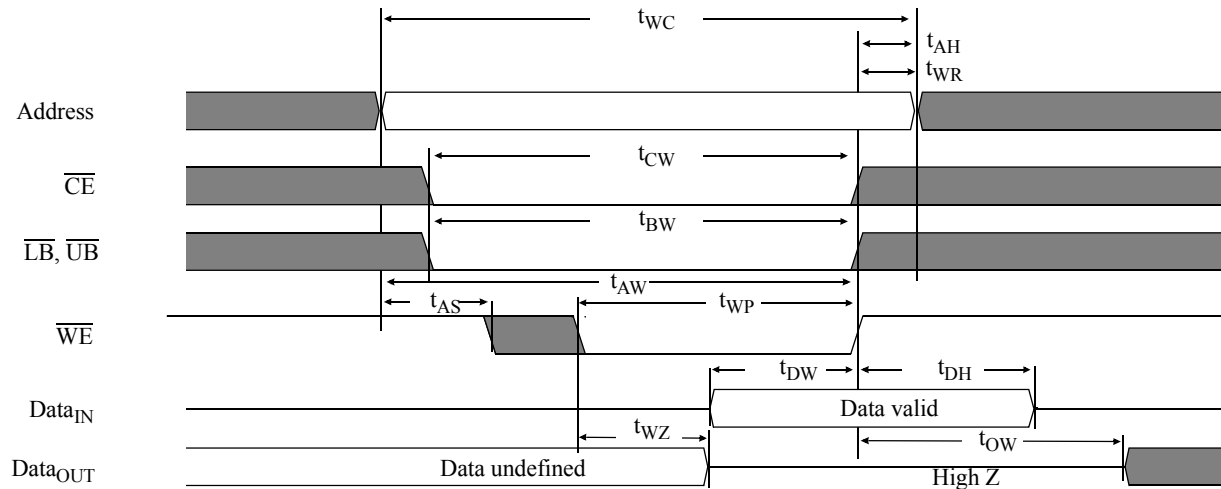 tWC
tAH
tWR
Address
tCW
CE
tBW
LB, UB
tAW
tAS
tWP
WE
tDW
tDH
DataIN
Data valid
tWZ
tOW
DataOUT
Data undefined
High Z